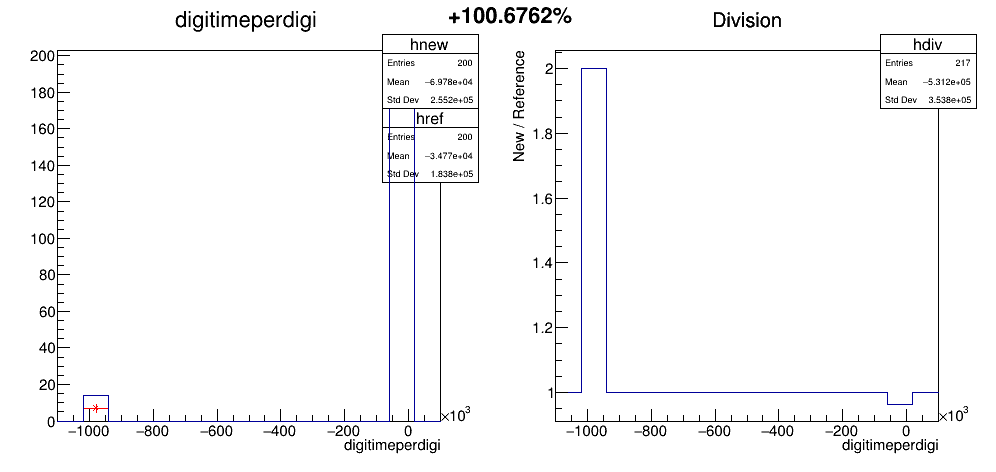 digitimeperdigi
+100.6762%
Division
hnew
Entries 200
Mean −6.978e+04
Std Dev 2.552e+05
href
Entries 200
Mean −3.477e+04
Std Dev 1.838e+05
200
180
160
140
120
100
80
60
40
20
0
−1000 −800 −600 −400 −200 0
×10³
digitimeperdigi
hdiv
Entries 217
Mean −5.312e+05
Std Dev 3.538e+05
New / Reference
2
1.8
1.6
1.4
1.2
1
−1000 −800 −600 −400 −200 0
×10³
digitimeperdigi